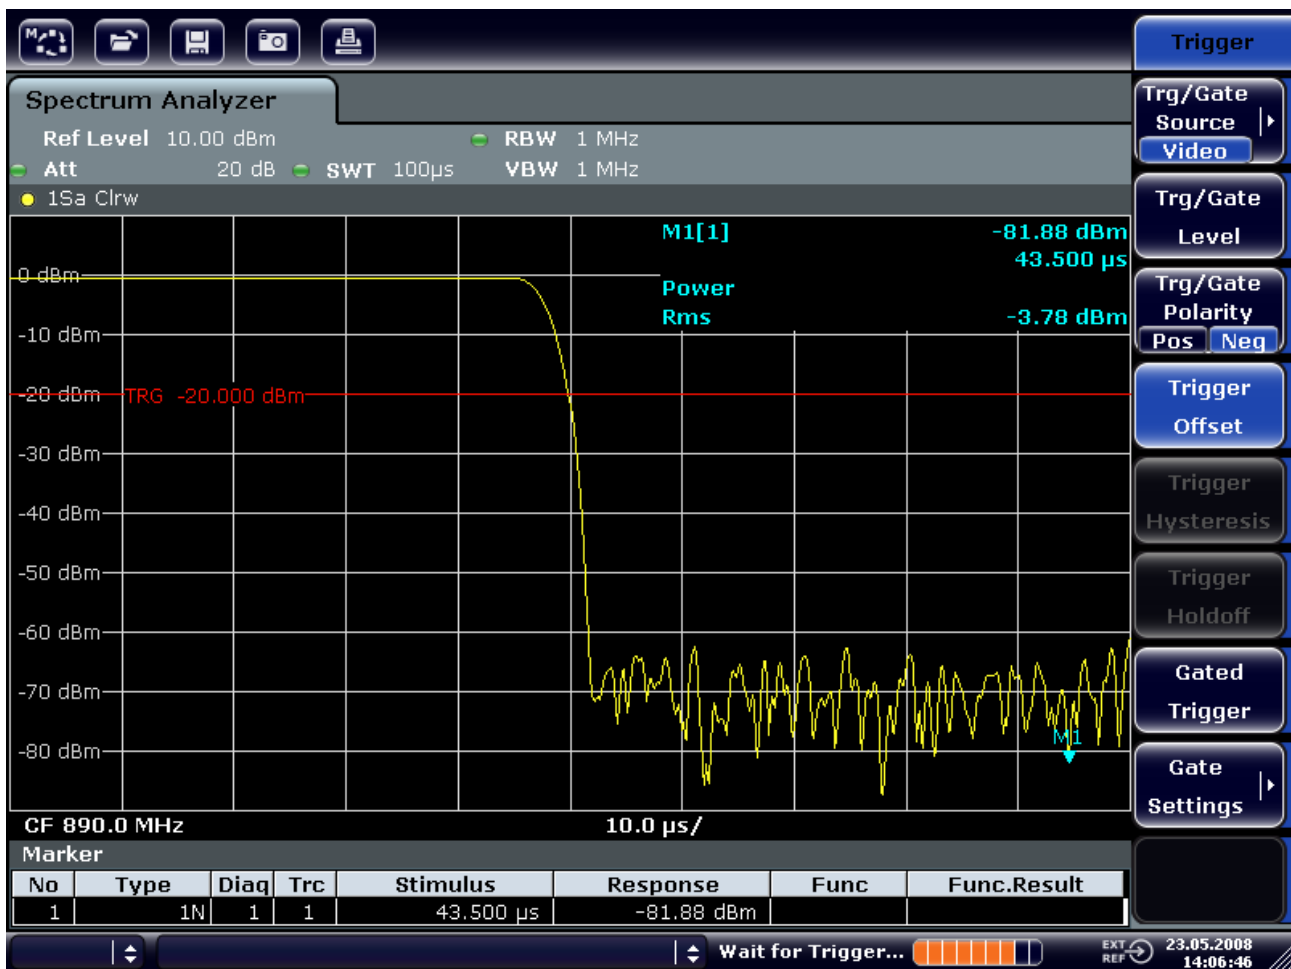 M
Trigger
Spectrum Analyzer
Ref Level 10.00 dBm RBW 1 MHz
Att 20 dB SWT 100µs VBW 1 MHz
1Sa Clrw
M1[1] -81.88 dBm
43.500 µs
Power
Rms -3.78 dBm
0 dBm
-10 dBm
-20 dBm
TRG -20.000 dBm
-30 dBm
-40 dBm
-50 dBm
-60 dBm
-70 dBm
-80 dBm
M1
CF 890.0 MHz 10.0 µs/
Marker
No Type Diag Trc Stimulus Response Func Func.Result
1 1N 1 1 43.500 µs -81.88 dBm
Trg/Gate
Source
Video
Trg/Gate
Level
Trg/Gate
Polarity
Pos Neg
Trigger
Offset
Trigger
Hysteresis
Trigger
Holdoff
Gated
Trigger
Gate
Settings
Wait for Trigger...
EXT
REF
23.05.2008
14:06:46